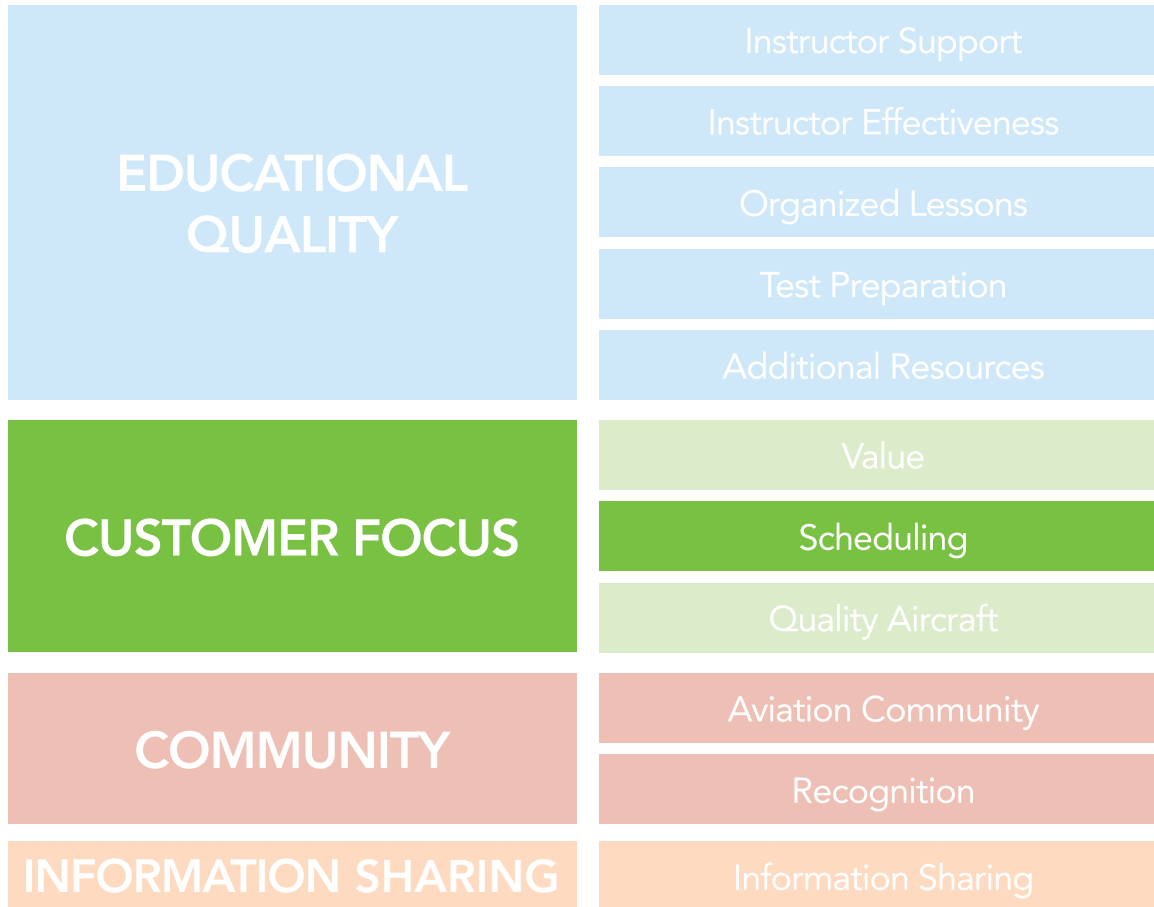 EDUCATIONAL
QUALITY
Instructor Support
Instructor Effectiveness
Organized Lessons
Test Preparation
Additional Resources
CUSTOMER FOCUS
Value
Scheduling
Quality Aircraft
COMMUNITY
Aviation Community
Recognition
INFORMATION SHARING
Information Sharing